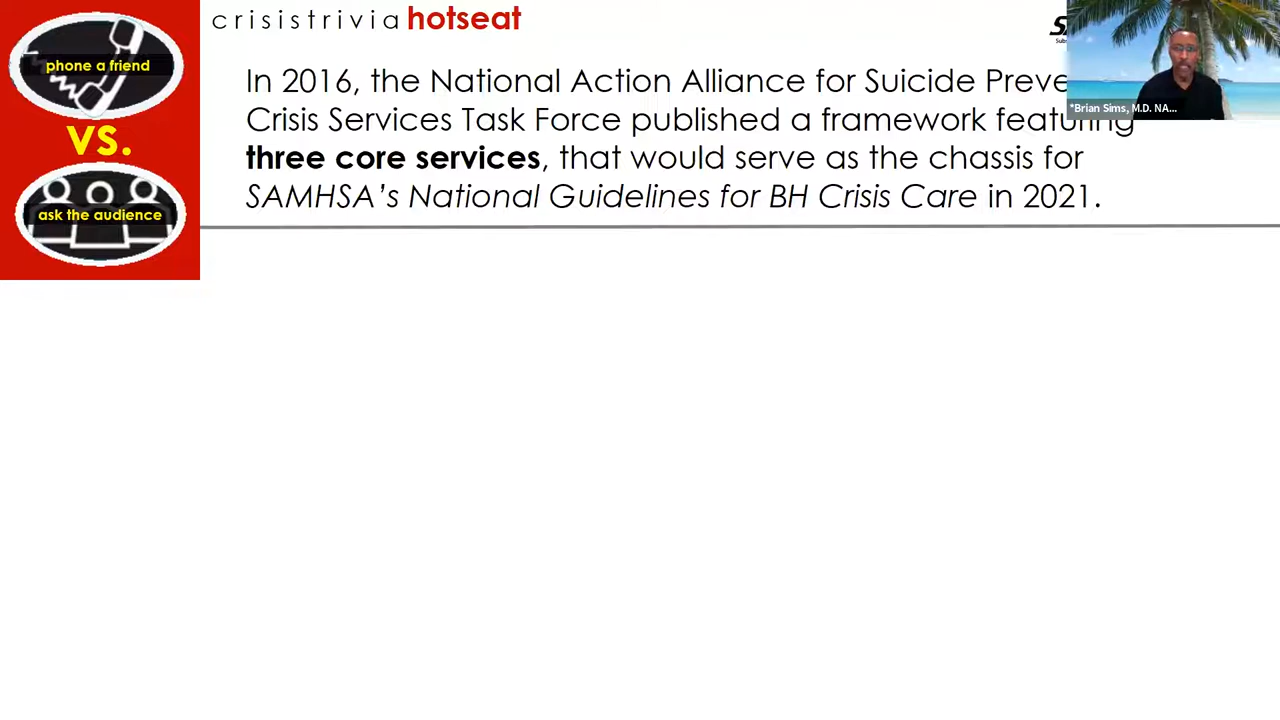 crisistrivia hotseat
phone a friend
vs.
ask the audience
In 2016, the National Action Alliance for Suicide
Crisis Services Task Force published a framework featuring
three core services, that would serve as the chassis for
SAMHSA's National Guidelines for BH Crisis Care in 2021.
*Brian Sims, M.D. NA...